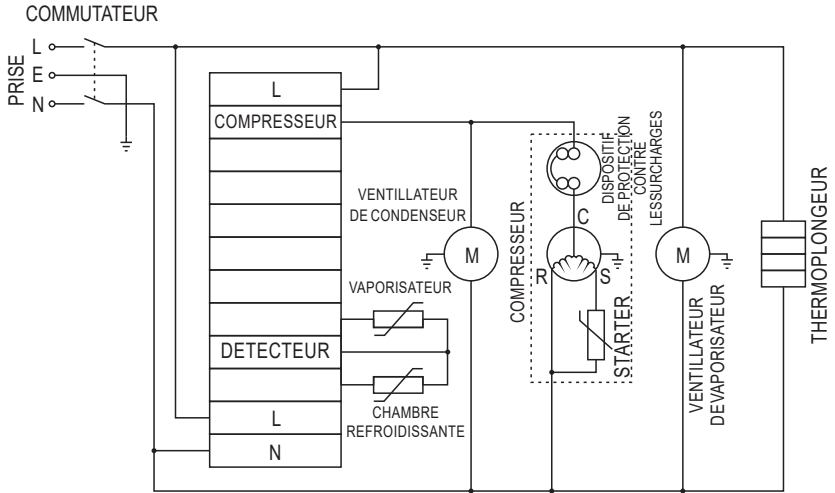 COMMUTATEUR
PRISE
L
E
N
L
COMPRESSEUR
DETECTEUR
L
N
VENTILLATEUR
DE CONDENSEUR
M
VAPORISATEUR
CHAMBRE
REFROIDISSANTE
COMPRESSEUR
DISPOSITIF
DE PROTECTION
CONTRE
LESSURCHARGES
C
R
S
STARTER
M
VENTILLATEUR
DEVAPORISATEUR
THERMOPLONGEUR